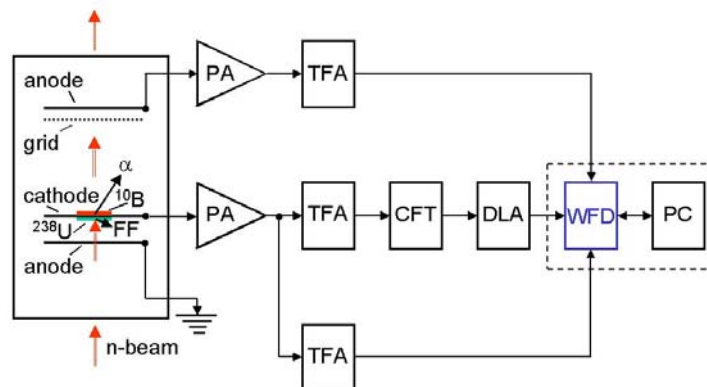 anode
PA
TFA
grid
α
cathode
¹⁰B
PA
TFA
CFT
DLA
WFD
PC
²³⁸U
FF
anode
n-beam
TFA